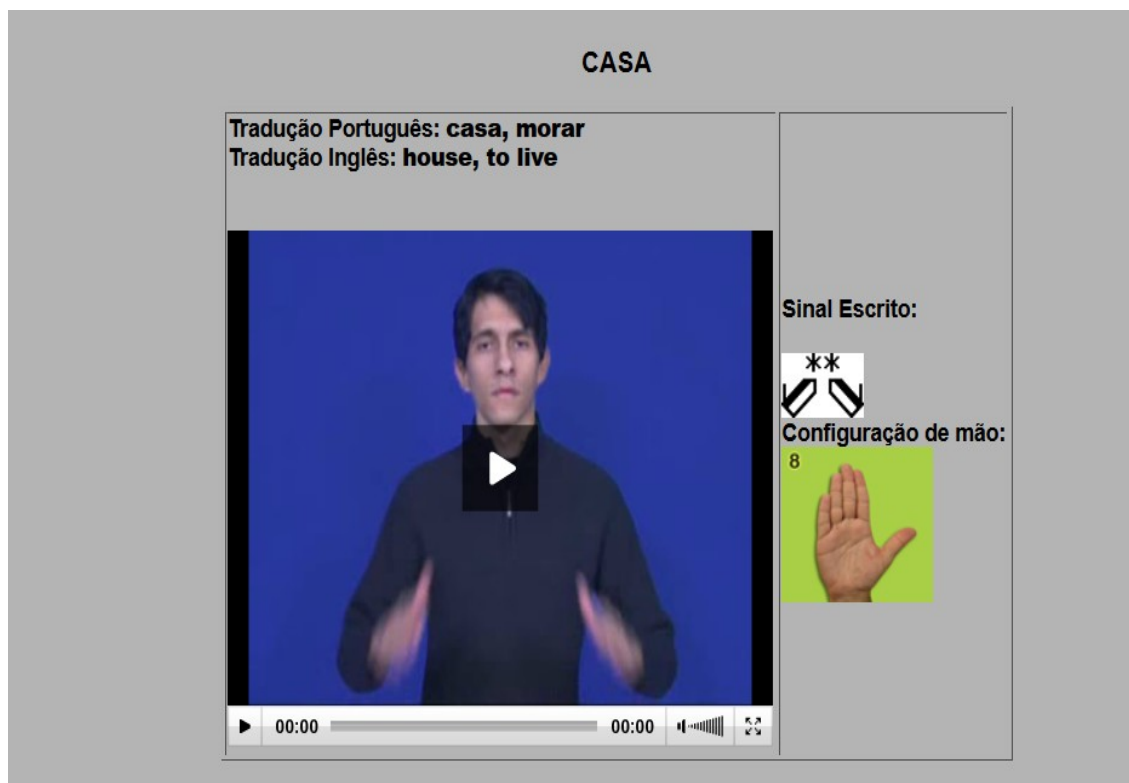 CASA
Tradução Português: casa, morar
Tradução Inglês: house, to live
Sinal Escrito:
**
Configuração de mão:
8
00:00 00:00